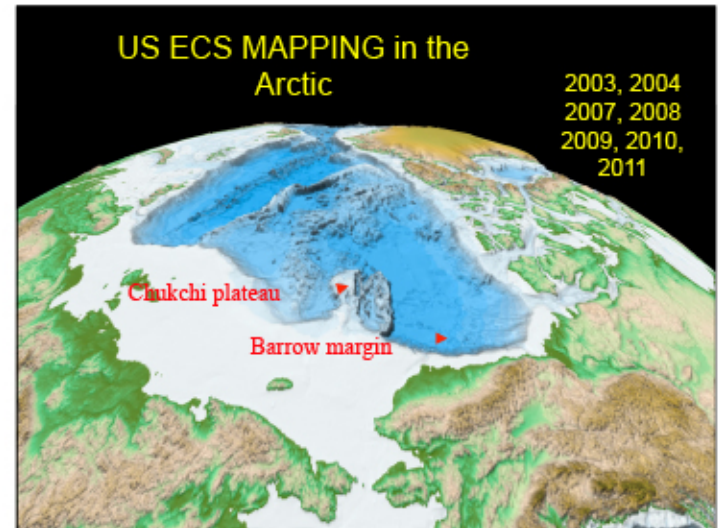 US ECS MAPPING in the
Arctic
2003, 2004
2007, 2008
2009, 2010,
2011
Chukchi plateau
Barrow margin